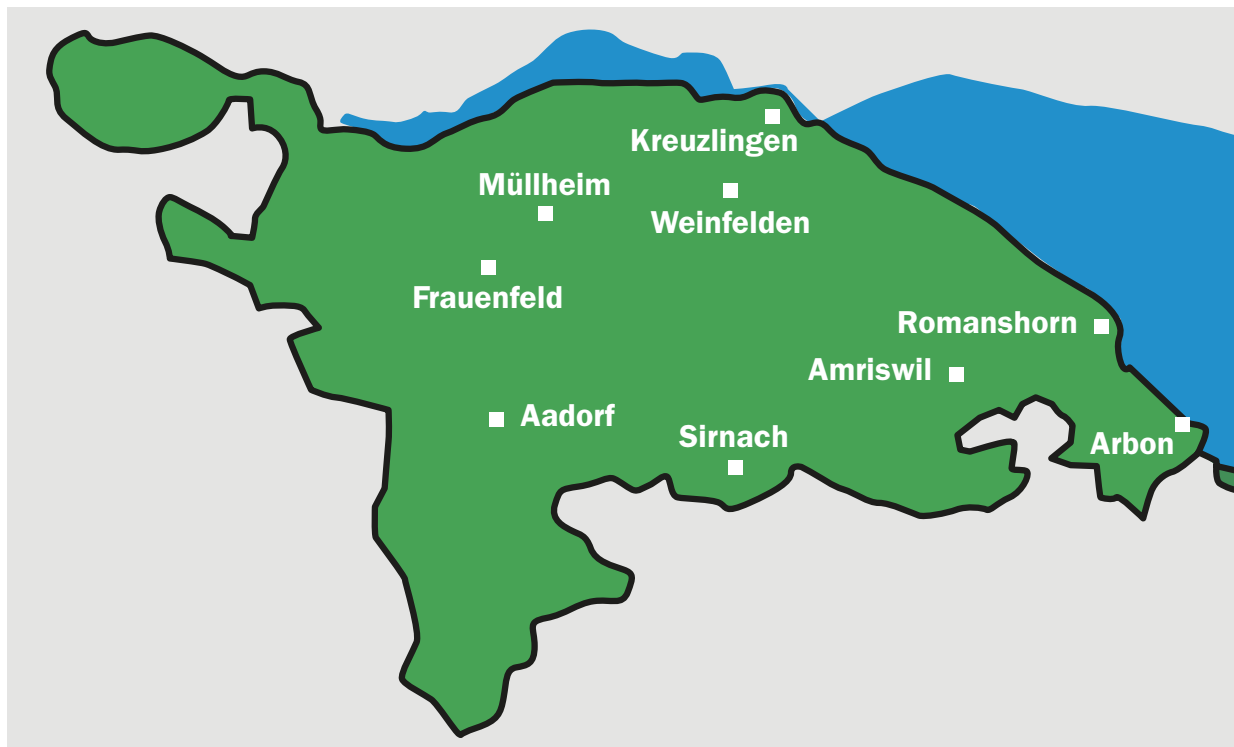 Kreuzlingen
Müllheim
Weinfelden
Frauenfeld
Romanshorn
Amriswil
Aadorf
Sirnach
Arbon